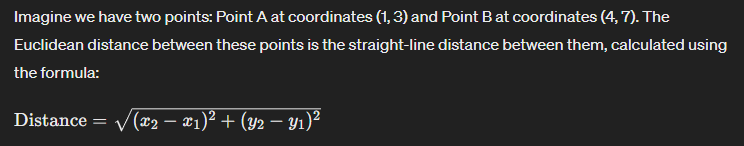 Imagine we have two points: Point A at coordinates (1, 3) and Point B at coordinates (4, 7). The
Euclidean distance between these points is the straight-line distance between them, calculated using
the formula:
Distance = √(x₂ − x₁)² + (y₂ − y₁)²